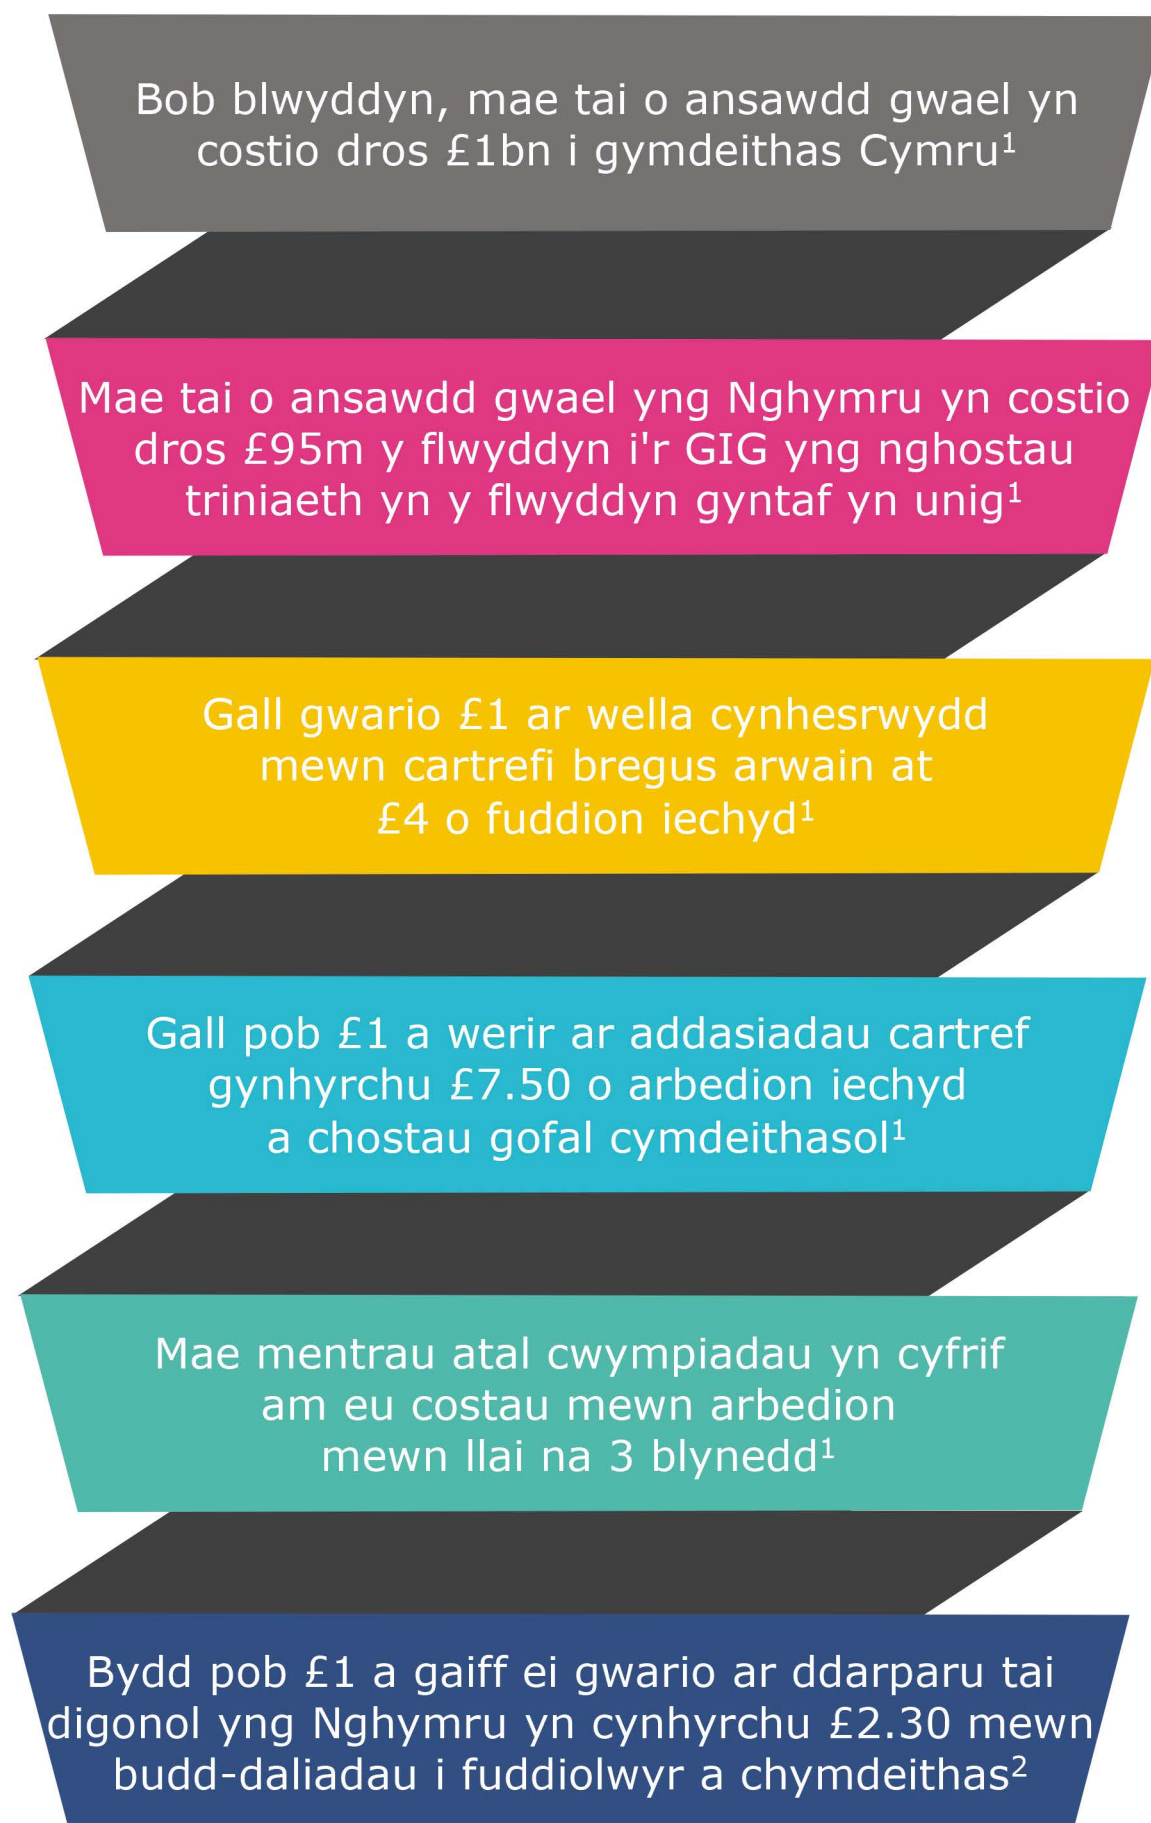 Bob blwyddyn, mae tai o ansawdd gwael yn
costio dros £1bn i gymdeithas Cymru¹
Mae tai o ansawdd gwael yng Nghymru yn costio
dros £95m y flwyddyn i'r GIG yng nghostau
triniaeth yn y flwyddyn gyntaf yn unig¹
Gall gwario £1 ar wella cynhesrwydd
mewn cartrefi bregus arwain at
£4 o fuddion iechyd¹
Gall pob £1 a werir ar addasiadau cartref
gynhyrchu £7.50 o arbedion iechyd
a chostau gofal cymdeithasol¹
Mae mentrau atal cwympiadau yn cyfrif
am eu costau mewn arbedion
mewn llai na 3 blynedd¹
Bydd pob £1 a gaiff ei gwario ar ddarparu tai
digonol yng Nghymru yn cynhyrchu £2.30 mewn
budd-daliadau i fuddiolwyr a chymdeithas²